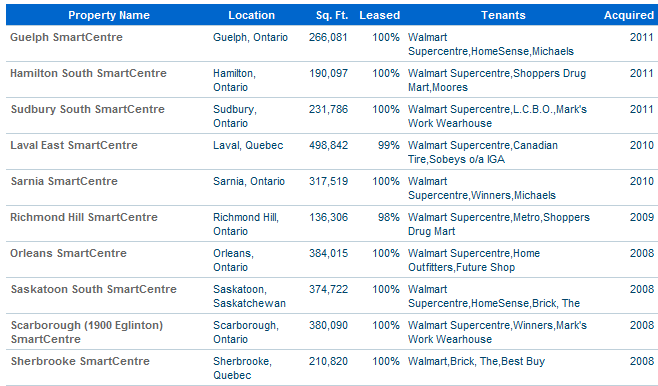 Property Name Location Sq. Ft. Leased Tenants Acquired
Guelph SmartCentre Guelph, Ontario 266,081 100% Walmart 2011
Supercentre,HomeSense,Michaels
Hamilton South SmartCentre Hamilton, 190,097 100% Walmart Supercentre,Shoppers Drug 2011
Ontario Mart,Moores
Sudbury South SmartCentre Sudbury, 231,786 100% Walmart Supercentre,L.C.B.O.,Mark's 2011
Ontario Work Wearhouse
Laval East SmartCentre Laval, Quebec 498,842 99% Walmart Supercentre,Canadian 2010
Tire,Sobeys o/a IGA
Sarnia SmartCentre Sarnia, Ontario 317,519 100% Walmart 2010
Supercentre,Winners,Michaels
Richmond Hill SmartCentre Richmond Hill, 136,306 98% Walmart Supercentre,Metro,Shoppers 2009
Ontario Drug Mart
Orleans SmartCentre Orleans, 384,015 100% Walmart Supercentre,Home 2008
Ontario Outfitters,Future Shop
Saskatoon South SmartCentre Saskatoon, 374,722 100% Walmart 2008
Saskatchewan Supercentre,HomeSense,Brick, The
Scarborough (1900 Eglinton) Scarborough, 380,090 100% Walmart Supercentre,Winners,Mark's 2008
SmartCentre Ontario Work Wearhouse
Sherbrooke SmartCentre Sherbrooke, 210,820 100% Walmart,Brick, The,Best Buy 2008
Quebec